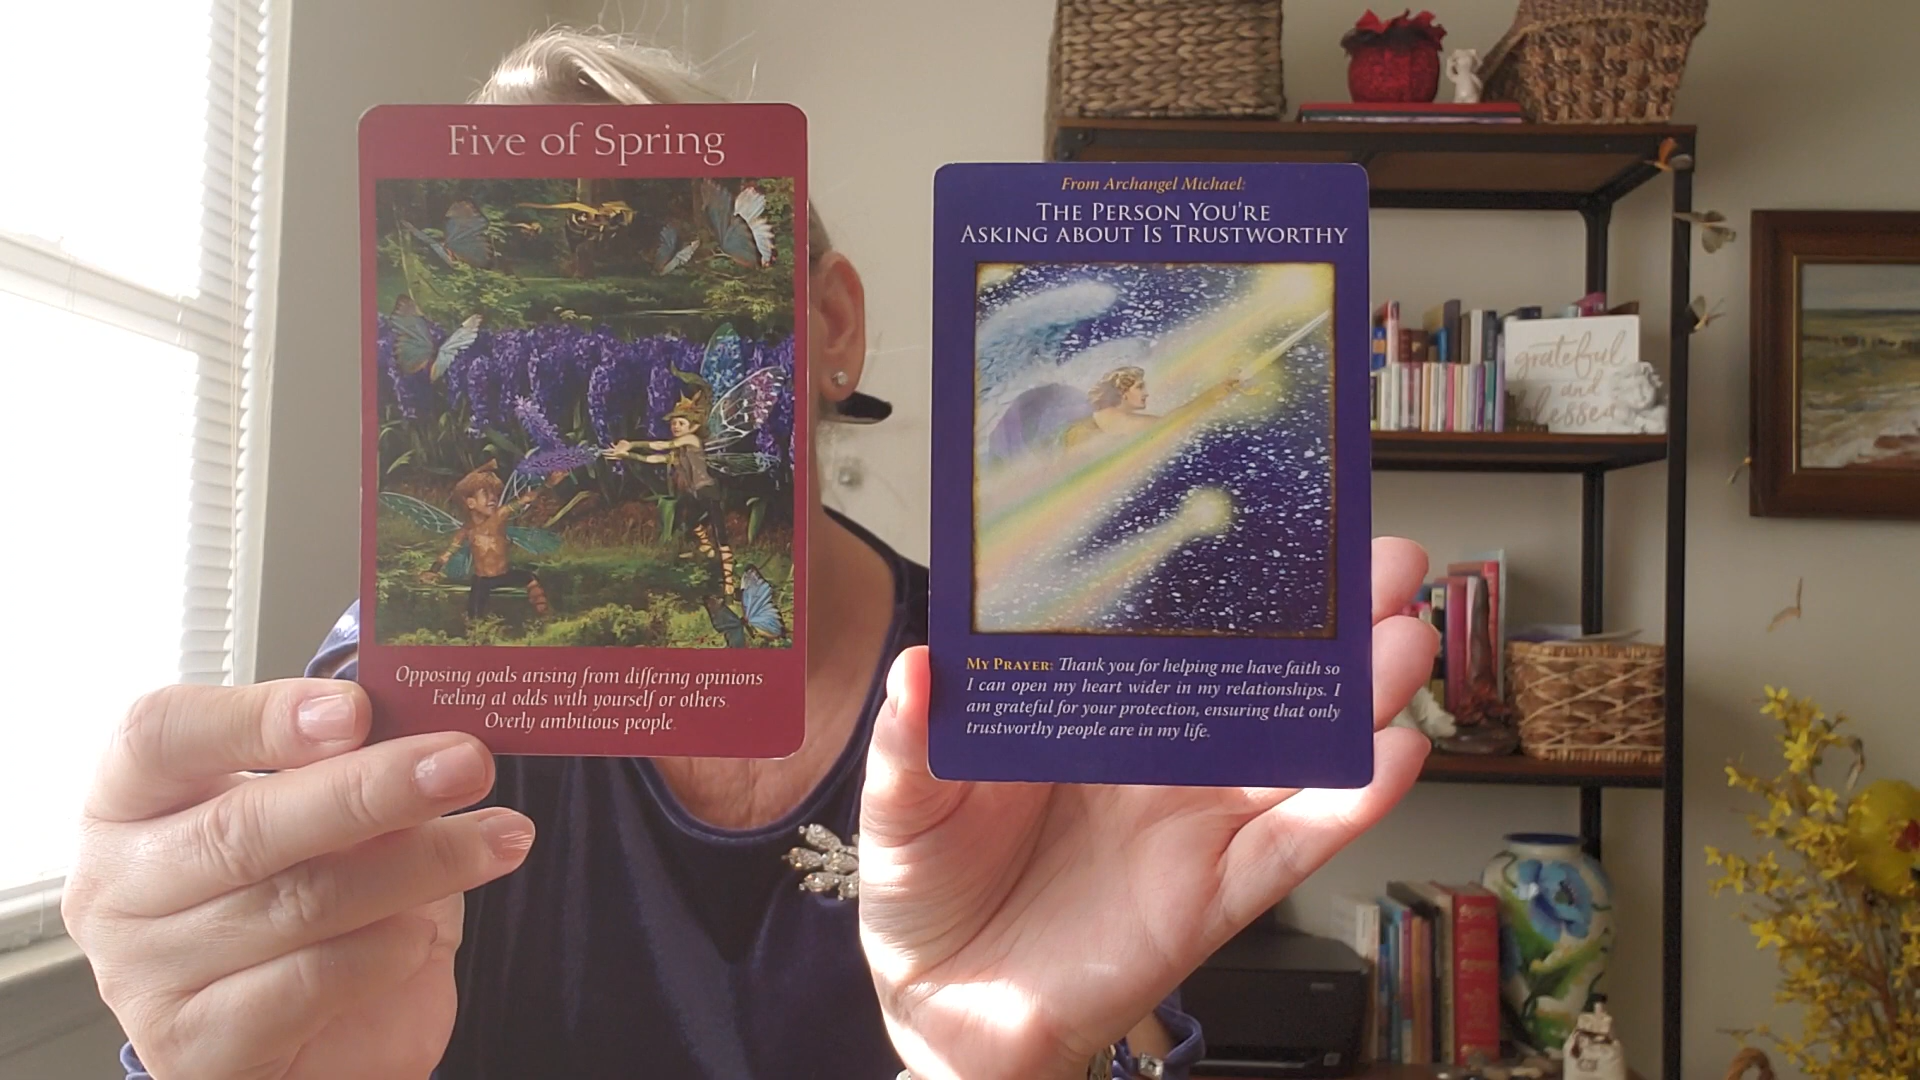 Five of Spring
Opposing goals arising from differing opinions
Feeling at odds with yourself or others.
Overly ambitious people.
From Archangel Michael:
THE PERSON YOU'RE
ASKING ABOUT IS TRUSTWORTHY
MY PRAYER: Thank you for helping me have faith so
I can open my heart wider in my relationships. I
am grateful for your protection, ensuring that only
trustworthy people are in my life.
grateful
and
blessed